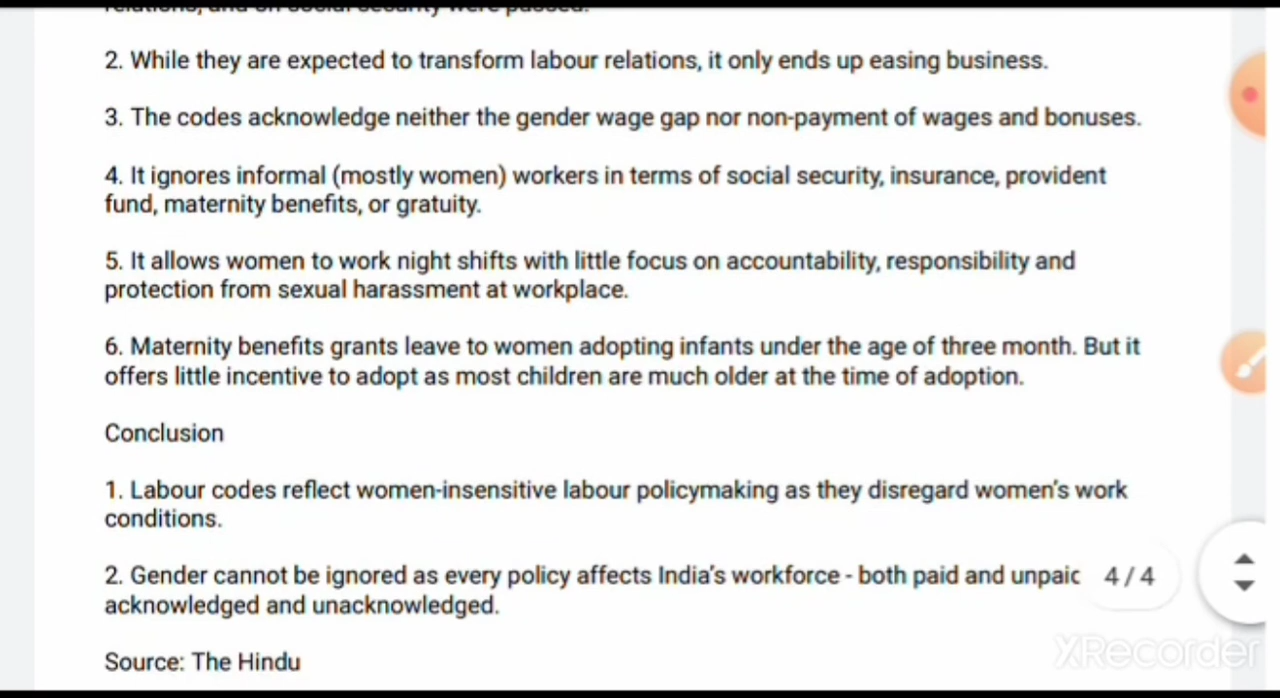 relations, and on social security were passed.
2. While they are expected to transform labour relations, it only ends up easing business.
3. The codes acknowledge neither the gender wage gap nor non-payment of wages and bonuses.
4. It ignores informal (mostly women) workers in terms of social security, insurance, provident
fund, maternity benefits, or gratuity.
5. It allows women to work night shifts with little focus on accountability, responsibility and
protection from sexual harassment at workplace.
6. Maternity benefits grants leave to women adopting infants under the age of three month. But it
offers little incentive to adopt as most children are much older at the time of adoption.
Conclusion
1. Labour codes reflect women-insensitive labour policymaking as they disregard women's work
conditions.
2. Gender cannot be ignored as every policy affects India's workforce - both paid and unpaic 4 / 4
acknowledged and unacknowledged.
XRecorder
Source: The Hindu